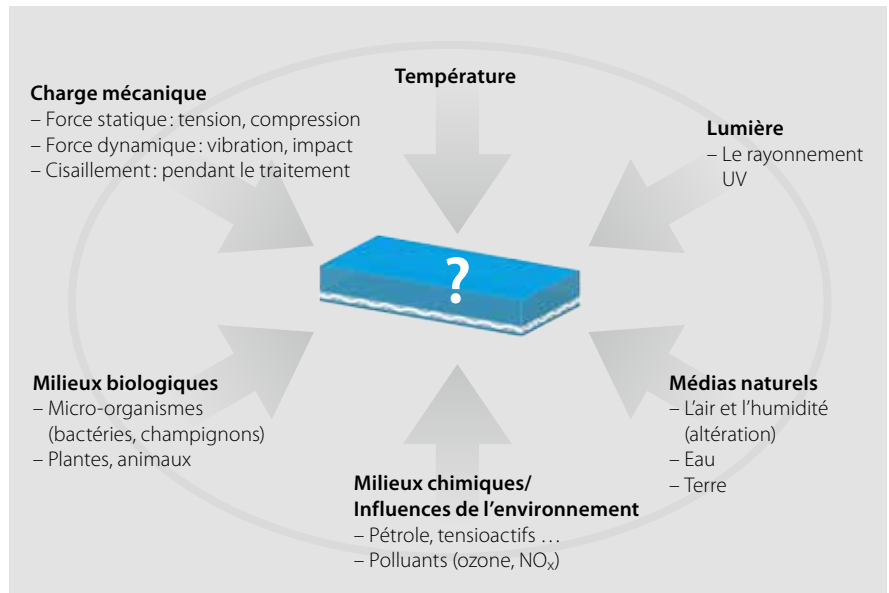 Température
Charge mécanique
– Force statique : tension, compression
– Force dynamique : vibration, impact
– Cisaillement : pendant le traitement
Lumière
– Le rayonnement
UV
?
Milieux biologiques
– Micro-organismes
(bactéries, champignons)
– Plantes, animaux
Médias naturels
– L’air et l’humidité
(altération)
– Eau
– Terre
Milieux chimiques/
Influences de l’environnement
– Pétrole, tensioactifs …
– Polluants (ozone, NOₓ)